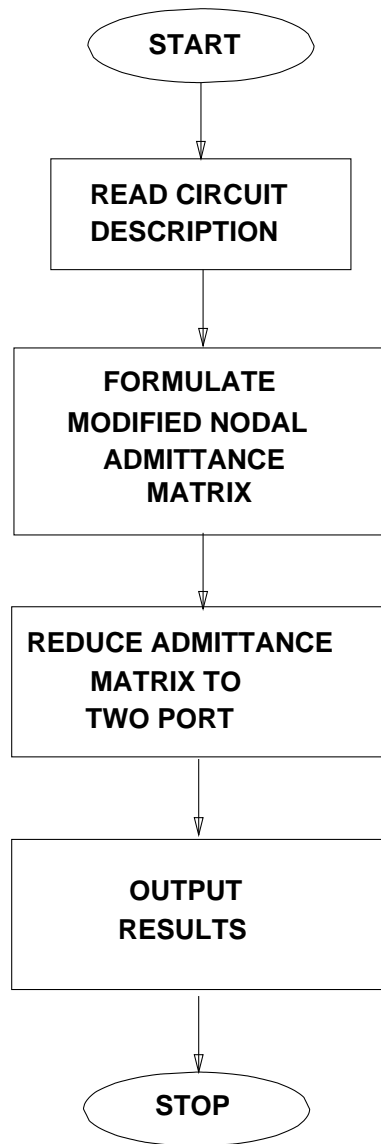 START
READ CIRCUIT
DESCRIPTION
FORMULATE
MODIFIED NODAL
ADMITTANCE
MATRIX
REDUCE ADMITTANCE
MATRIX TO
TWO PORT
OUTPUT
RESULTS
STOP